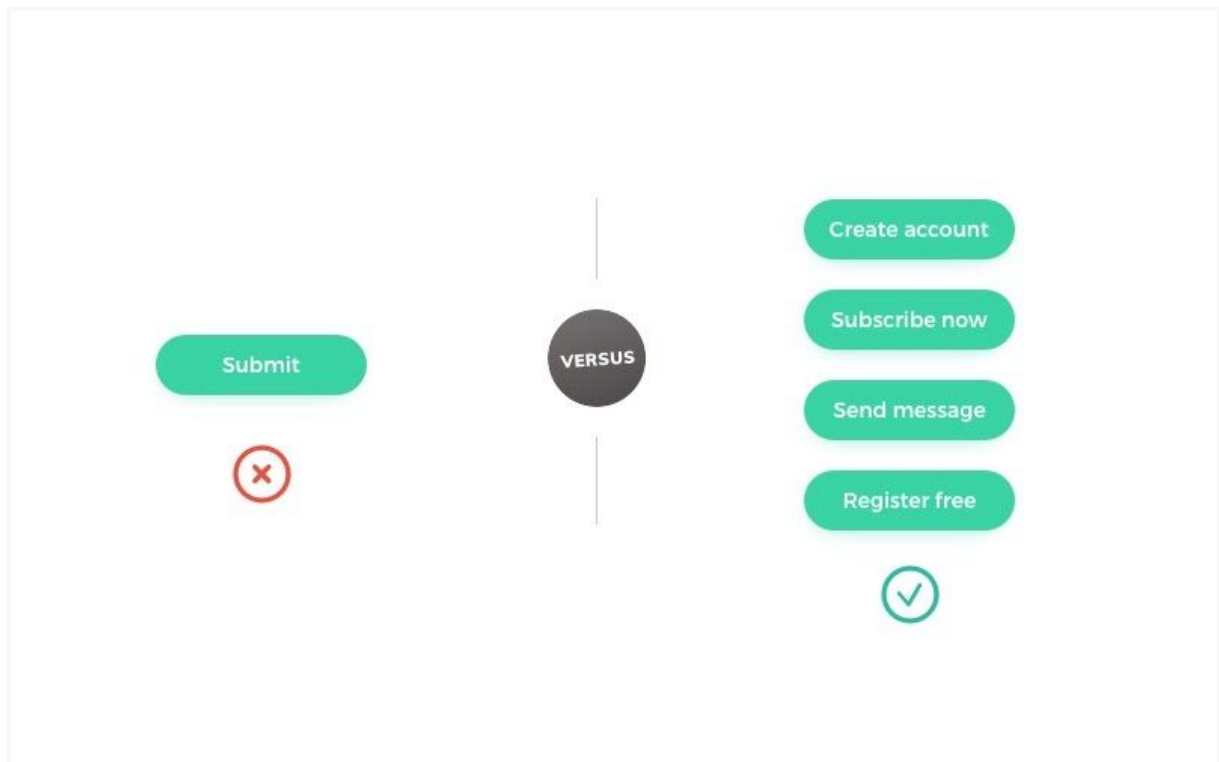 Submit
VERSUS
Create account
Subscribe now
Send message
Register free